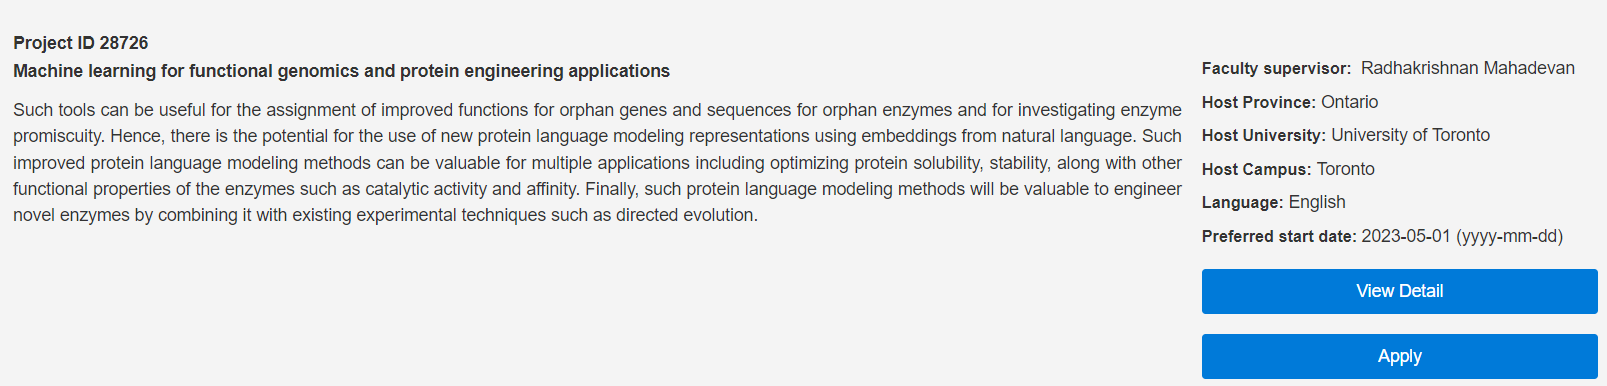 Project ID 28726
Machine learning for functional genomics and protein engineering applications
Such tools can be useful for the assignment of improved functions for orphan genes and sequences for orphan enzymes and for investigating enzyme
promiscuity. Hence, there is the potential for the use of new protein language modeling representations using embeddings from natural language. Such
improved protein language modeling methods can be valuable for multiple applications including optimizing protein solubility, stability, along with other
functional properties of the enzymes such as catalytic activity and affinity. Finally, such protein language modeling methods will be valuable to engineer
novel enzymes by combining it with existing experimental techniques such as directed evolution.
Faculty supervisor: Radhakrishnan Mahadevan
Host Province: Ontario
Host University: University of Toronto
Host Campus: Toronto
Language: English
Preferred start date: 2023-05-01 (yyyy-mm-dd)
View Detail
Apply